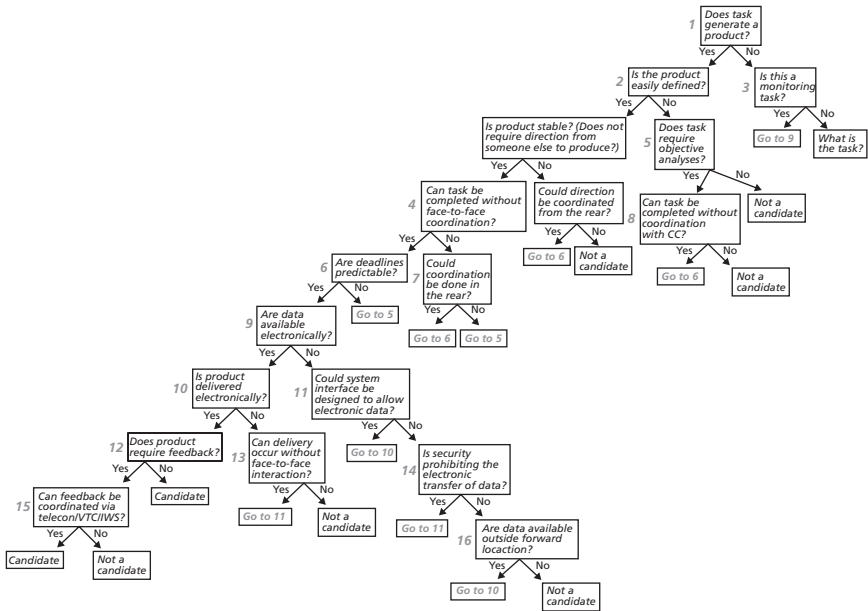 1
Does task
generate a
product?
Yes No
2
Is the product
easily defined?
3
Is this a
monitoring
task?
Yes No
Yes No
Is product stable? (Does not
require direction from
someone else to produce?)
5
Does task
require
objective
analyses?
Go to 9
What is
the task?
Yes No
Yes No
4
Can task be
completed without
face-to-face
coordination?
Could direction
be coordinated
from the rear?
8
Can task be
completed without
coordination
with CC?
Not a
candidate
Yes No
Yes No
Yes No
6
Are deadlines
predictable?
7
Could
coordination
be done in
the rear?
Go to 6
Not a
candidate
Go to 6
Not a
candidate
Yes No
Yes No
9
Are data
available
electronically?
Go to 5
Go to 6
Go to 5
Yes No
10
Is product
delivered
electronically?
11
Could system
interface be
designed to allow
electronic data?
Yes No
Yes No
12
Does product
require feedback?
13
Can delivery
occur without
face-to-face
interaction?
Go to 10
14
Is security
prohibiting the
electronic
transfer of data?
Yes No
Yes No
Yes No
15
Can feedback be
coordinated via
telecon/VTC/IWS?
Candidate
Go to 11
Not a
candidate
Go to 11
16
Are data available
outside forward
locaction?
Yes No
Yes No
Candidate
Not a
candidate
Go to 10
Not a
candidate